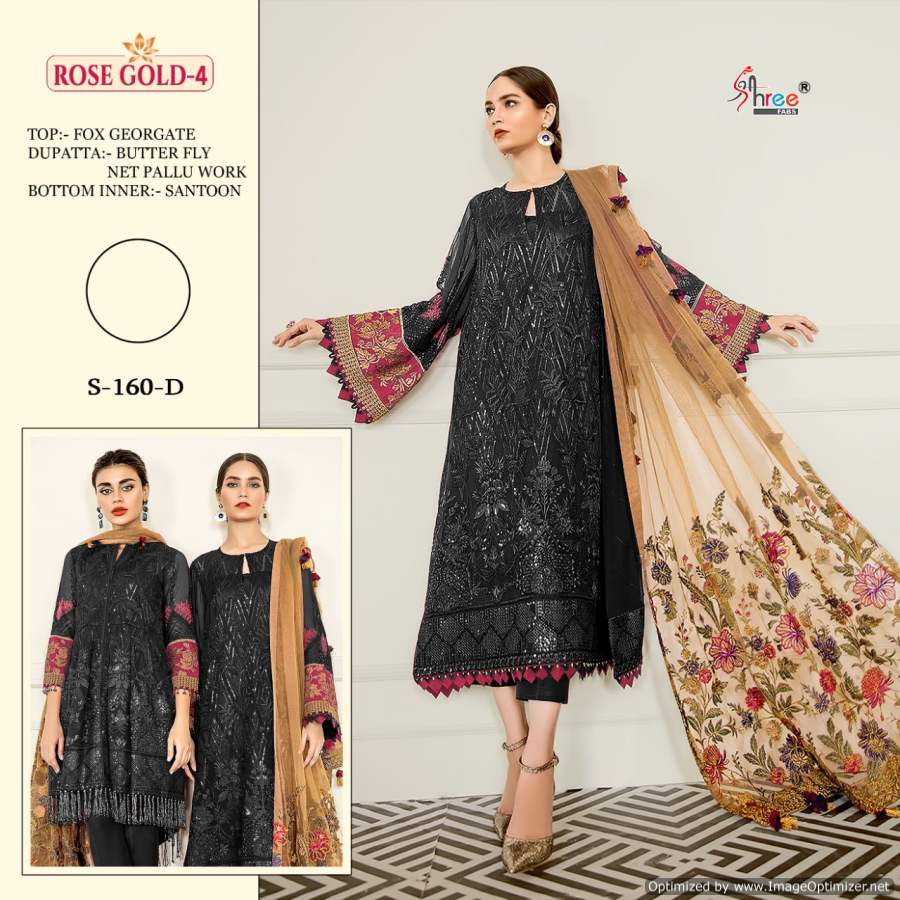 ROSE GOLD-4
TOP:- FOX GEORGATE
DUPATTA:- BUTTER FLY
NET PALLU WORK
BOTTOM INNER:- SANTOON
S-160-D
Shree ®
FABS
Optimized by www.ImageOptimizer.net